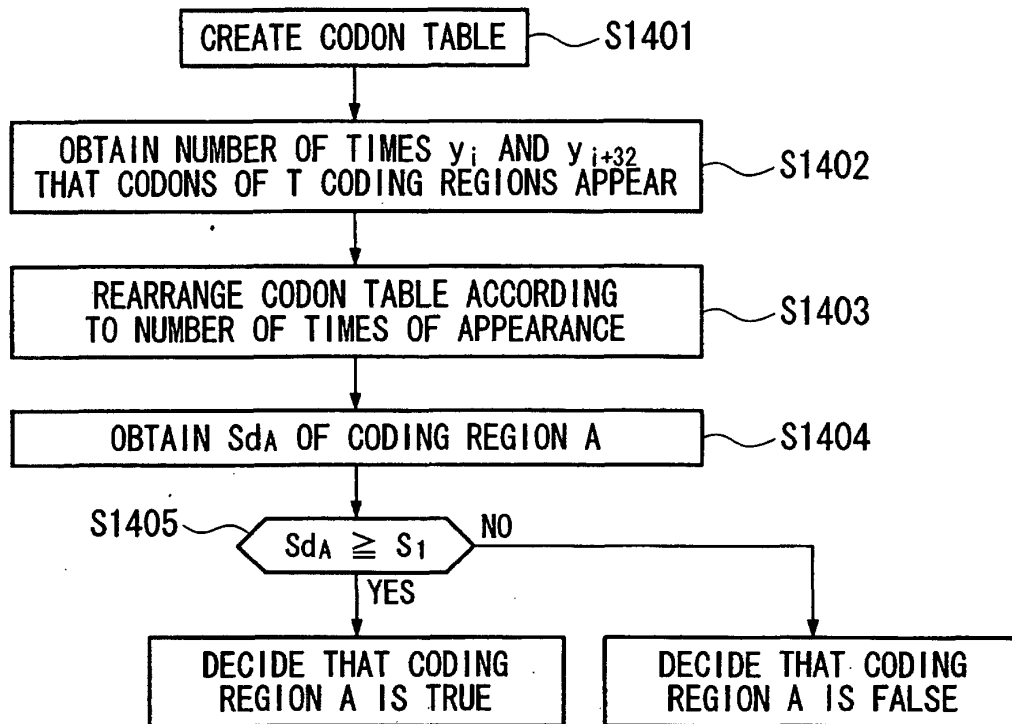 CREATE CODON TABLE
S1401
OBTAIN NUMBER OF TIMES yi AND yi+32
THAT CODONS OF T CODING REGIONS APPEAR
S1402
REARRANGE CODON TABLE ACCORDING
TO NUMBER OF TIMES OF APPEARANCE
S1403
OBTAIN SdA OF CODING REGION A
S1404
S1405
SdA ≧ S1
NO
YES
DECIDE THAT CODING
REGION A IS TRUE
DECIDE THAT CODING
REGION A IS FALSE